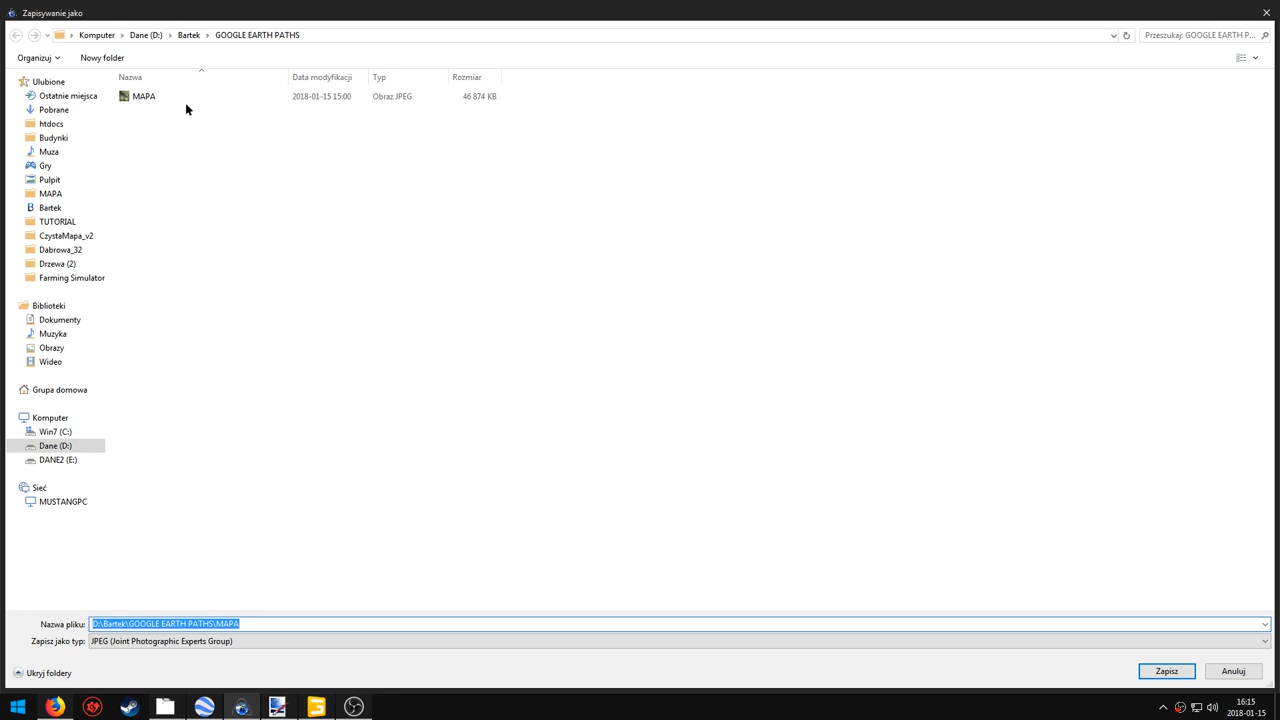 Zapisywanie jako
Komputer Dane (D:) Bartek GOOGLE EARTH PATHS Przeszukaj: GOOGLE EARTH P...
Organizuj Nowy folder
Nazwa Data modyfikacji Typ Rozmiar
MAPA 2018-01-15 15:00 Obraz JPEG 46 874 KB
Ulubione
Ostatnie miejsca
Pobrane
htdocs
Budynki
Muza
Gry
Pulpit
MAPA
Bartek
TUTORIAL
CzystaMapa_v2
Dabrowa_32
Drzewa (2)
Farming Simulator
Biblioteki
Dokumenty
Muzyka
Obrazy
Wideo
Grupa domowa
Komputer
Win7 (C:)
Dane (D:)
DANE2 (E:)
Sieć
MUSTANGPC
Nazwa pliku: D:\Bartek\GOOGLE EARTH PATHS\MAPA
Zapisz jako typ: JPEG (Joint Photographic Experts Group)
Ukryj foldery Zapisz Anuluj
16:15
2018-01-15